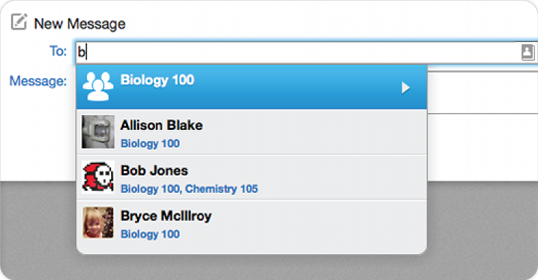 New Message
To: b
Biology 100
Message:
Allison Blake
Biology 100
Bob Jones
Biology 100, Chemistry 105
Bryce McIllroy
Biology 100